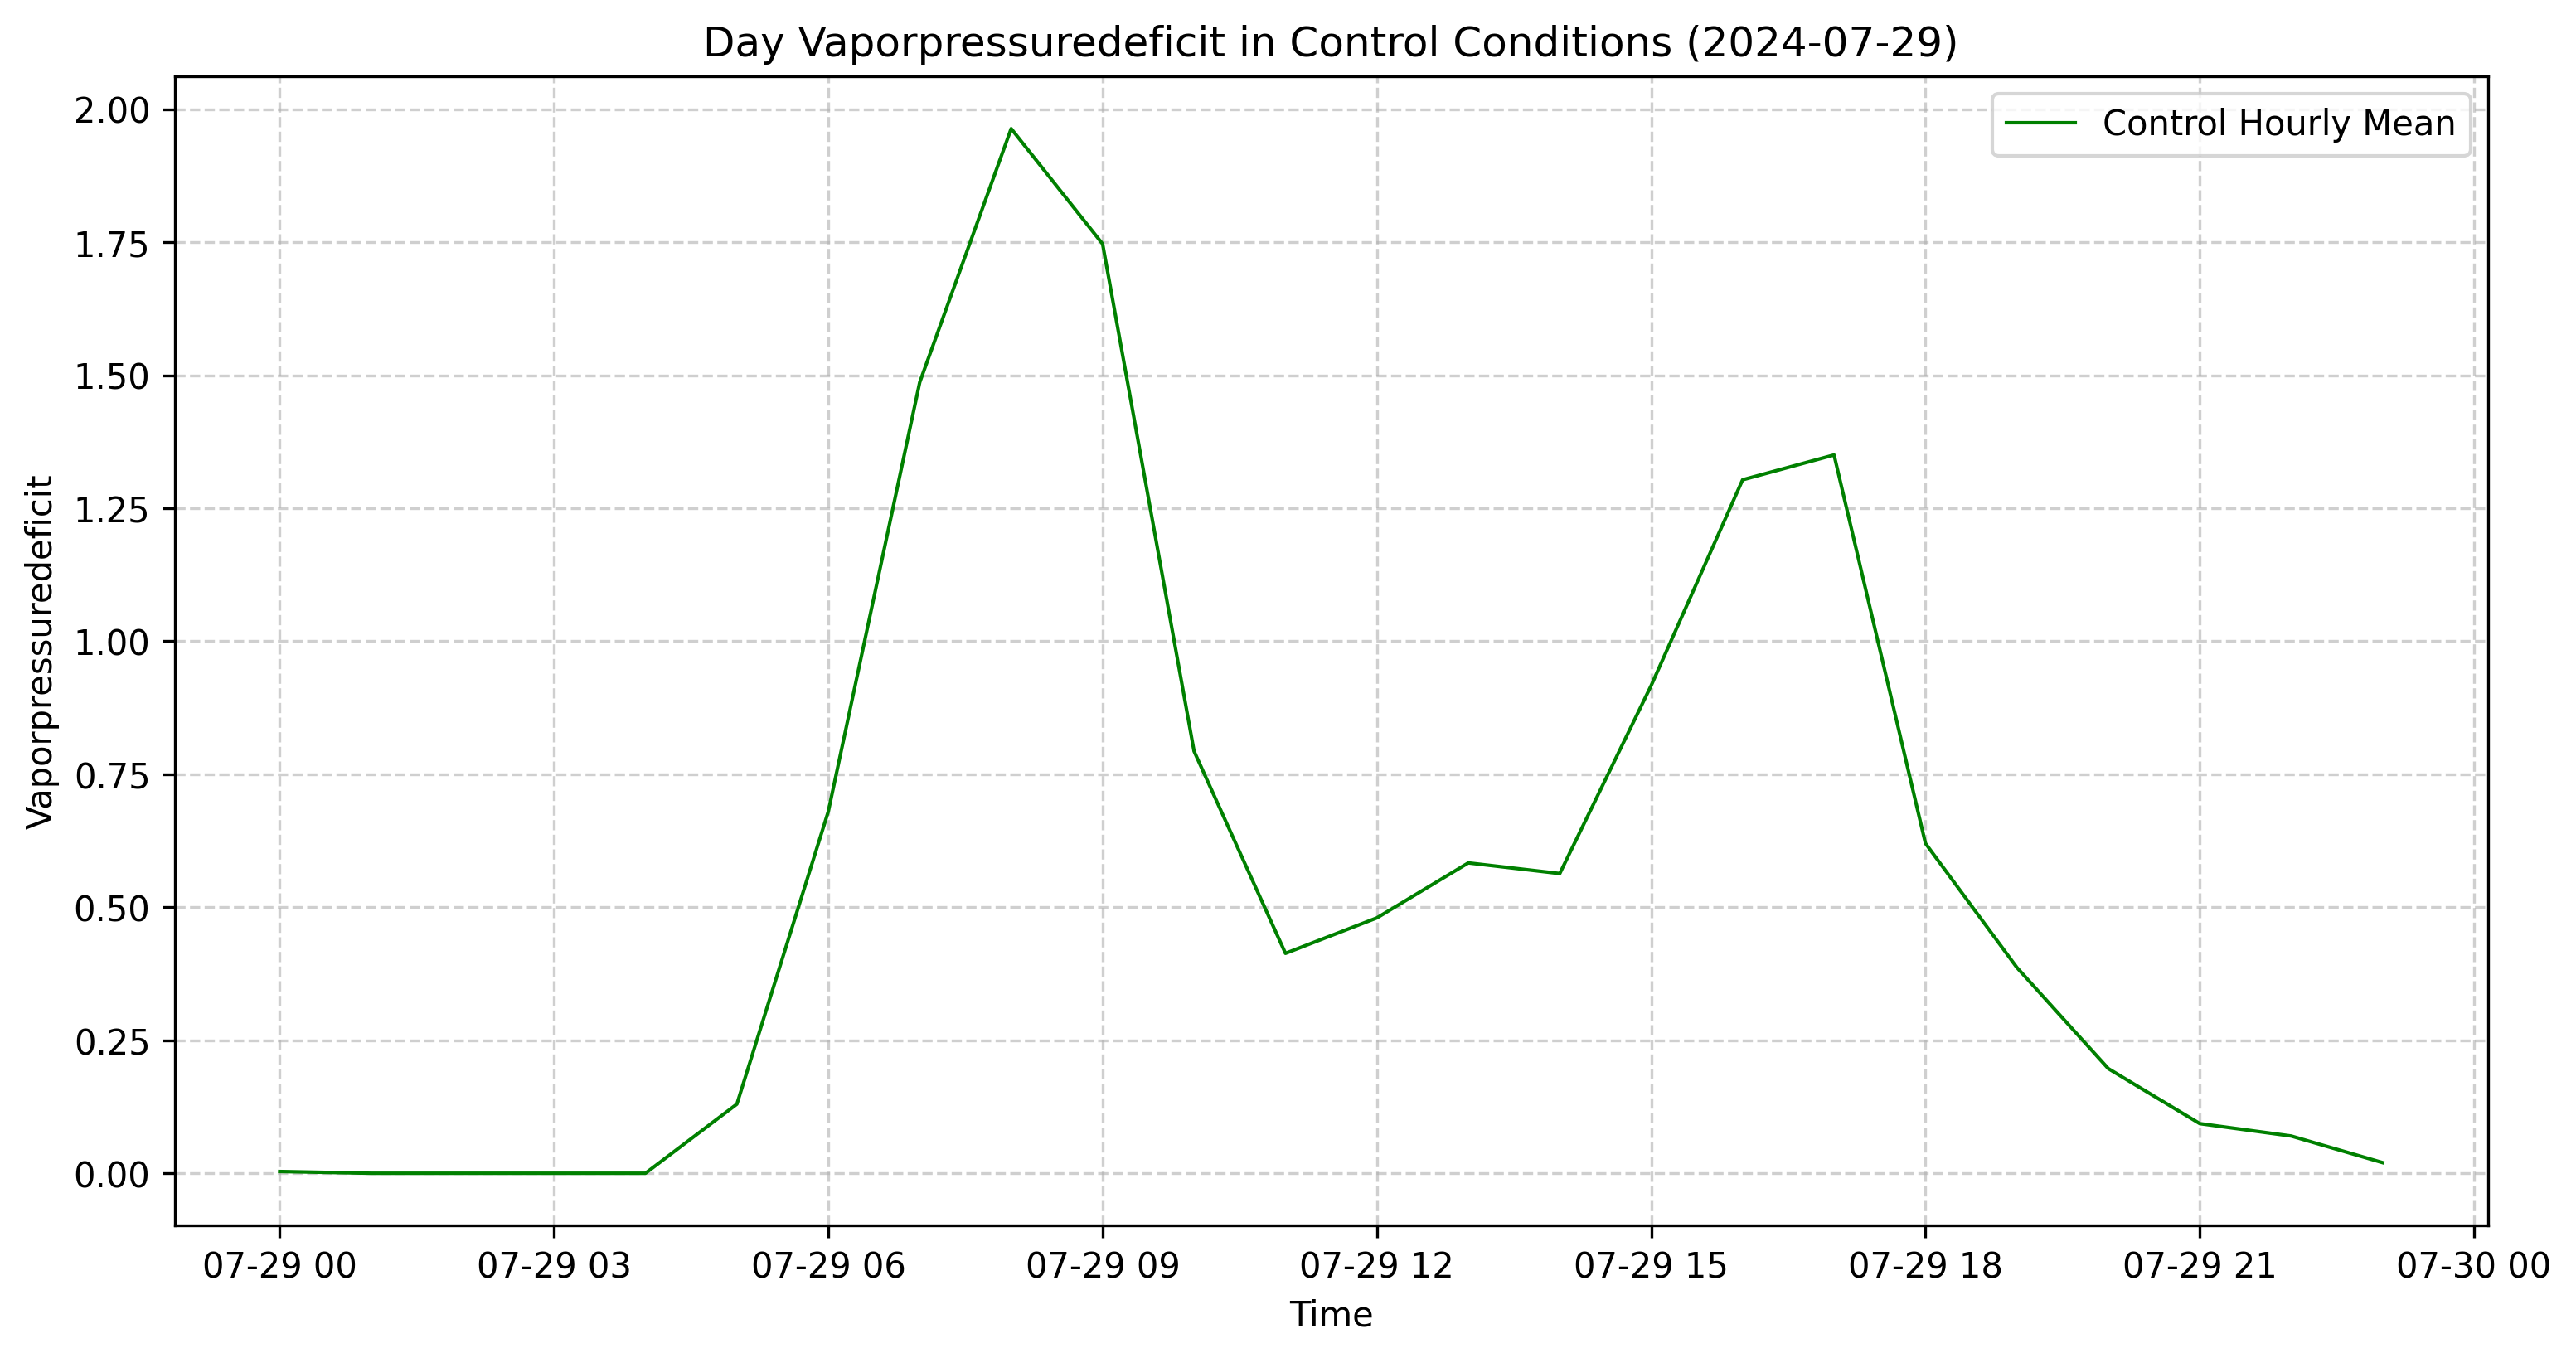 Day Vaporpressuredeficit in Control Conditions (2024-07-29)
Control Hourly Mean
Vaporpressuredeficit
2.00
1.75
1.50
1.25
1.00
0.75
0.50
0.25
0.00
07-29 00 07-29 03 07-29 06 07-29 09 07-29 12 07-29 15 07-29 18 07-29 21 07-30 00
Time